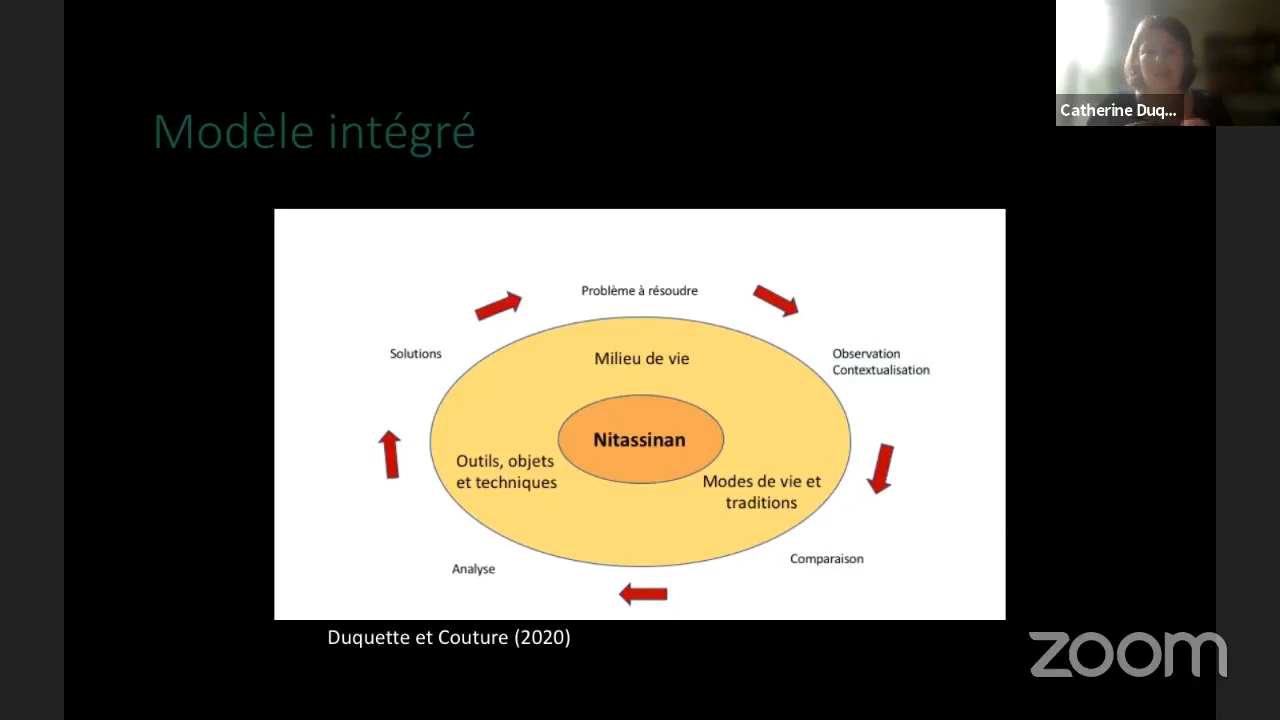 Catherine Duq...
Modèle intégré
Problème à résoudre
Solutions
Observation
Contextualisation
Milieu de vie
Nitassinan
Outils, objets
et techniques
Modes de vie et
traditions
Comparaison
Analyse
Duquette et Couture (2020)
zoom